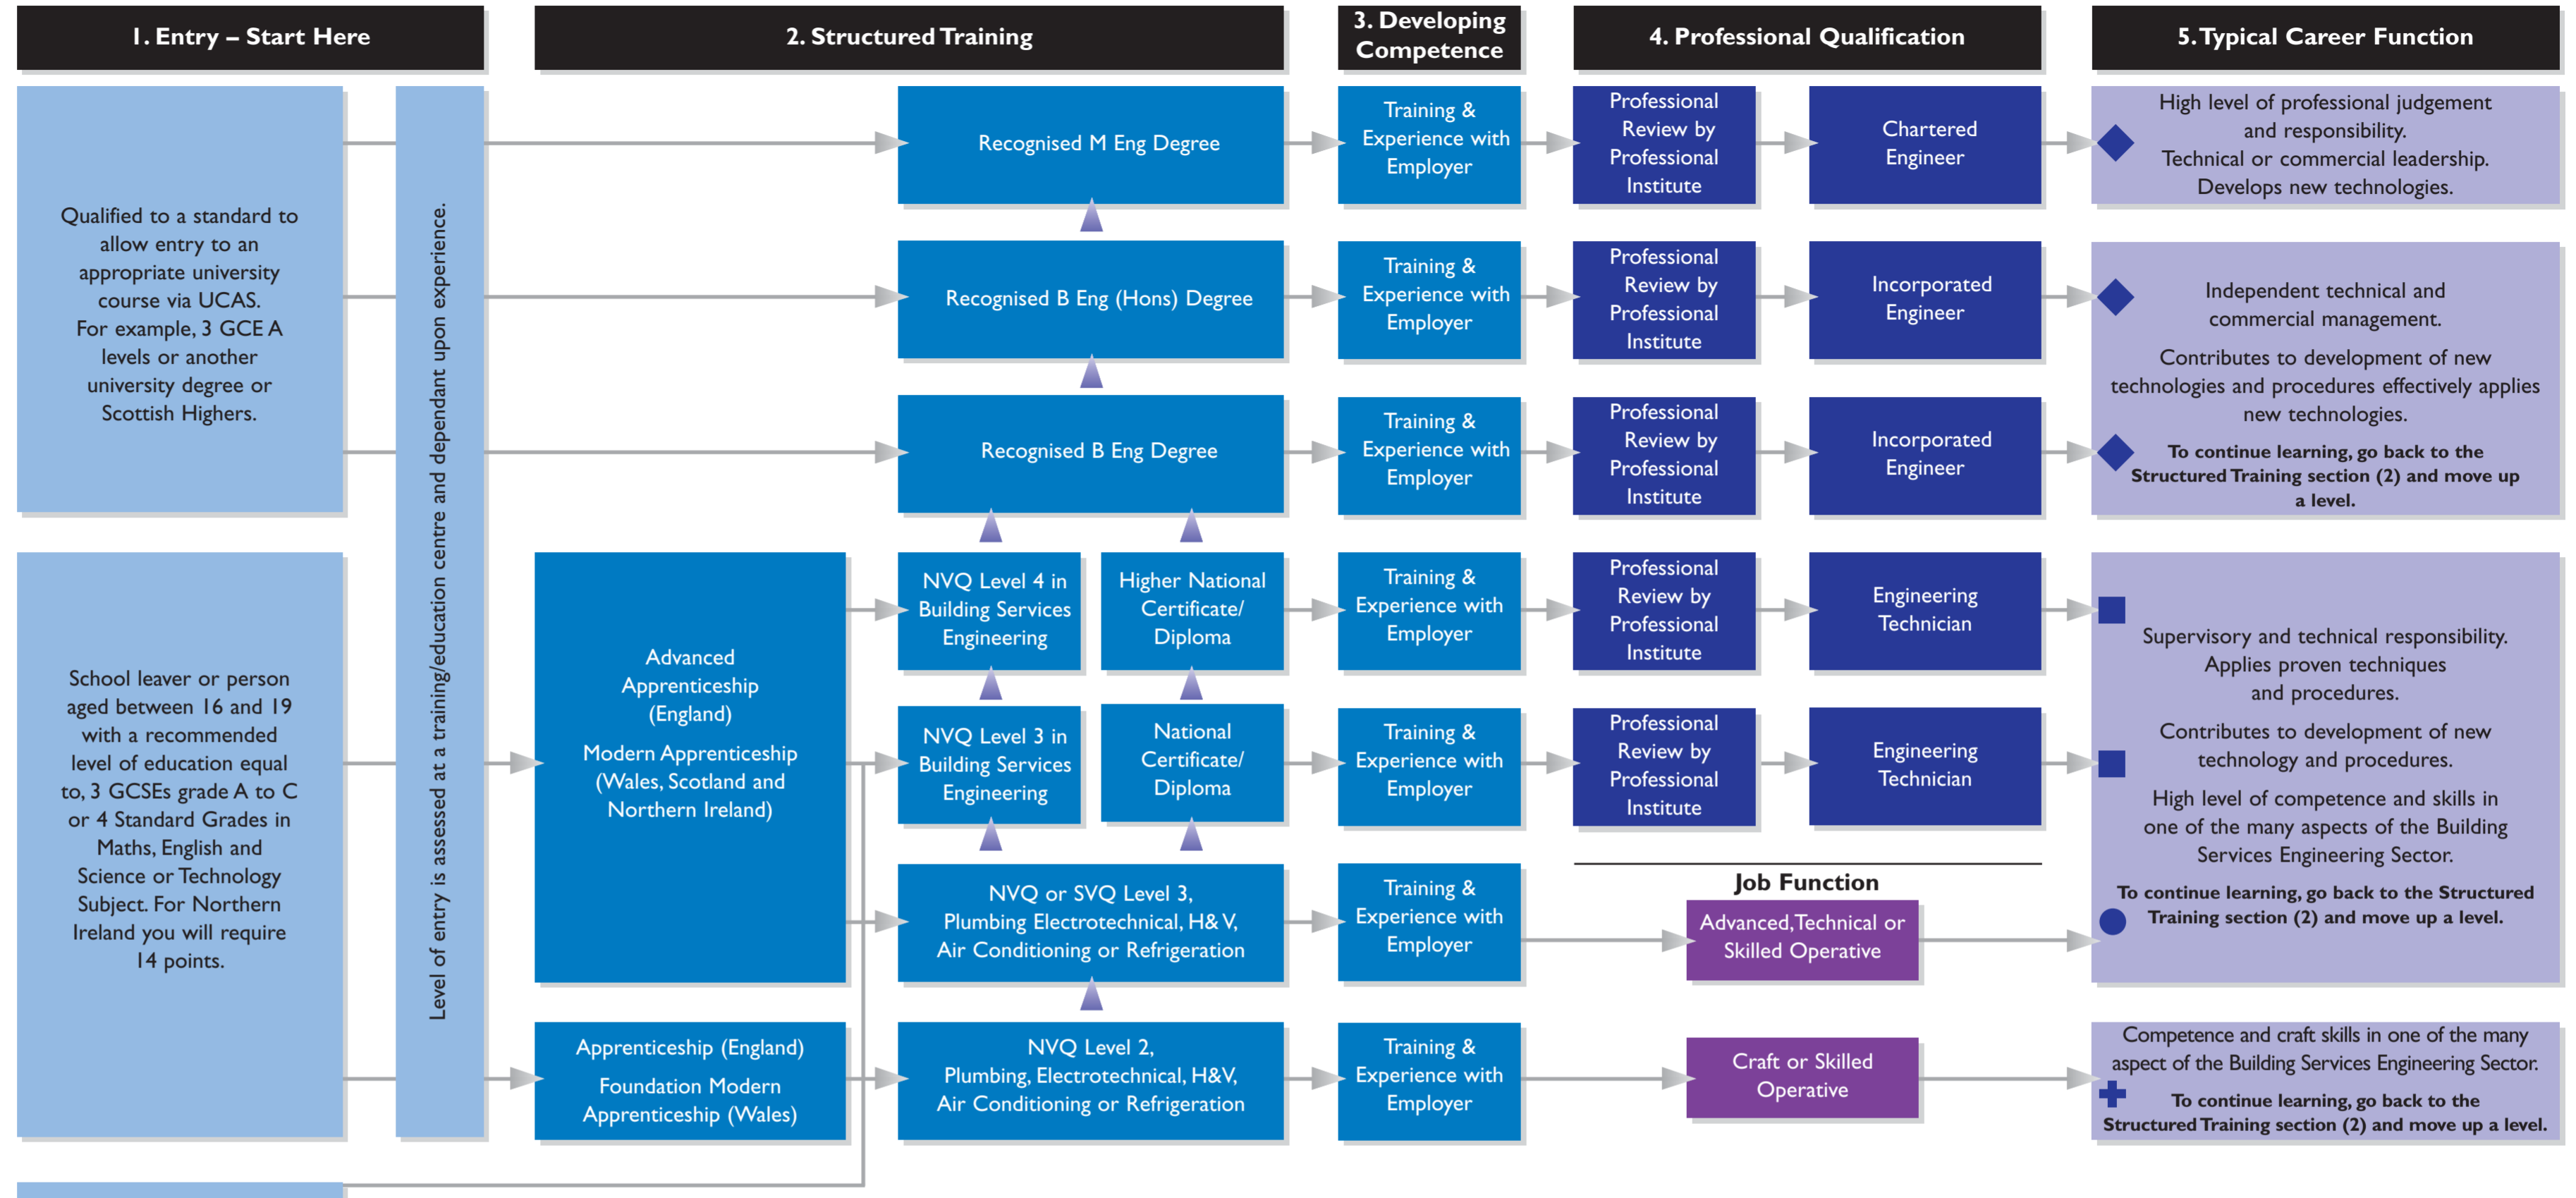 1. Entry – Start Here
2. Structured Training
3. Developing
Competence
4. Professional Qualification
5. Typical Career Function
Qualified to a standard to
allow entry to an
appropriate university
course via UCAS.
For example, 3 GCE A
levels or another
university degree or
Scottish Highers.
School leaver or person
aged between 16 and 19
with a recommended
level of education equal
to, 3 GCSEs grade A to C
or 4 Standard Grades in
Maths, English and
Science or Technology
Subject. For Northern
Ireland you will require
14 points.
Level of entry is assessed at a training/education centre and dependant upon experience.
Recognised M Eng Degree
Training &
Experience with
Employer
Professional
Review by
Professional
Institute
Chartered
Engineer
High level of professional judgement
and responsibility.
Technical or commercial leadership.
Develops new technologies.
Recognised B Eng (Hons) Degree
Training &
Experience with
Employer
Professional
Review by
Professional
Institute
Incorporated
Engineer
Independent technical and
commercial management.
Contributes to development of new
technologies and procedures effectively applies
new technologies.
To continue learning, go back to the
Structured Training section (2) and move up
a level.
Recognised B Eng Degree
Training &
Experience with
Employer
Professional
Review by
Professional
Institute
Incorporated
Engineer
Advanced
Apprenticeship
(England)
Modern Apprenticeship
(Wales, Scotland and
Northern Ireland)
NVQ Level 4 in
Building Services
Engineering
Higher National
Certificate/
Diploma
Training &
Experience with
Employer
Professional
Review by
Professional
Institute
Engineering
Technician
Supervisory and technical responsibility.
Applies proven techniques
and procedures.
Contributes to development of new
technology and procedures.
High level of competence and skills in
one of the many aspects of the Building
Services Engineering Sector.
To continue learning, go back to the Structured
Training section (2) and move up a level.
NVQ Level 3 in
Building Services
Engineering
National
Certificate/
Diploma
Training &
Experience with
Employer
Professional
Review by
Professional
Institute
Engineering
Technician
NVQ or SVQ Level 3,
Plumbing Electrotechnical, H& V,
Air Conditioning or Refrigeration
Training &
Experience with
Employer
Job Function
Advanced, Technical or
Skilled Operative
Apprenticeship (England)
Foundation Modern
Apprenticeship (Wales)
NVQ Level 2,
Plumbing, Electrotechnical, H&V,
Air Conditioning or Refrigeration
Training &
Experience with
Employer
Craft or Skilled
Operative
Competence and craft skills in one of the many
aspect of the Building Services Engineering Sector.
To continue learning, go back to the
Structured Training section (2) and move up a level.